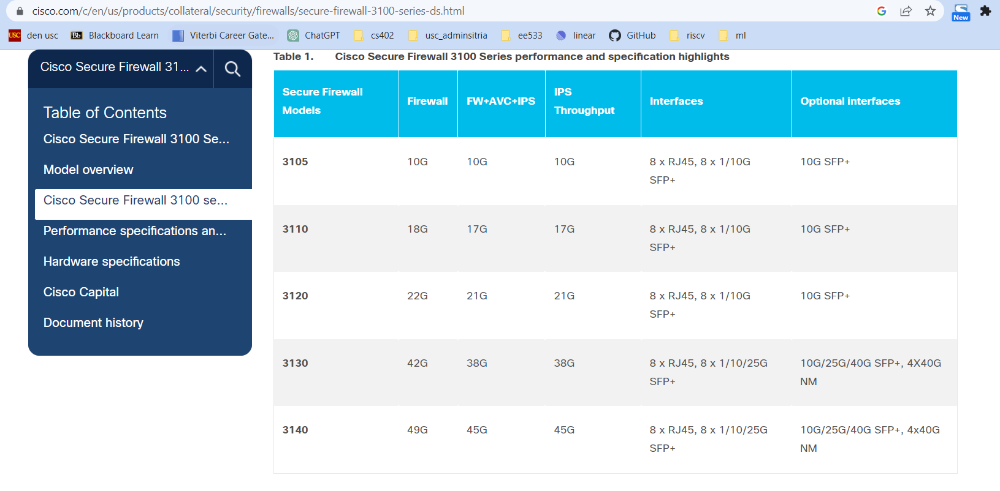 cisco.com/c/en/us/products/collateral/security/firewalls/secure-firewall-3100-series-ds.html
New
USC den usc Bb Blackboard Learn Viterbi Career Gate... ChatGPT cs402 usc_adminsitria ee533 linear GitHub riscv ml
Cisco Secure Firewall 31...
Table of Contents
Cisco Secure Firewall 3100 Se...
Model overview
Cisco Secure Firewall 3100 se...
Performance specifications an...
Hardware specifications
Cisco Capital
Document history
Table 1. Cisco Secure Firewall 3100 Series performance and specification highlights
Secure Firewall
Models
Firewall
FW+AVC+IPS
IPS
Throughput
Interfaces
Optional interfaces
3105 10G 10G 10G 8 x RJ45, 8 x 1/10G 10G SFP+
SFP+
3110 18G 17G 17G 8 x RJ45, 8 x 1/10G 10G SFP+
SFP+
3120 22G 21G 21G 8 x RJ45, 8 x 1/10G 10G SFP+
SFP+
3130 42G 38G 38G 8 x RJ45, 8 x 1/10/25G 10G/25G/40G SFP+, 4X40G
SFP+ NM
3140 49G 45G 45G 8 x RJ45, 8 x 1/10/25G 10G/25G/40G SFP+, 4x40G
SFP+ NM